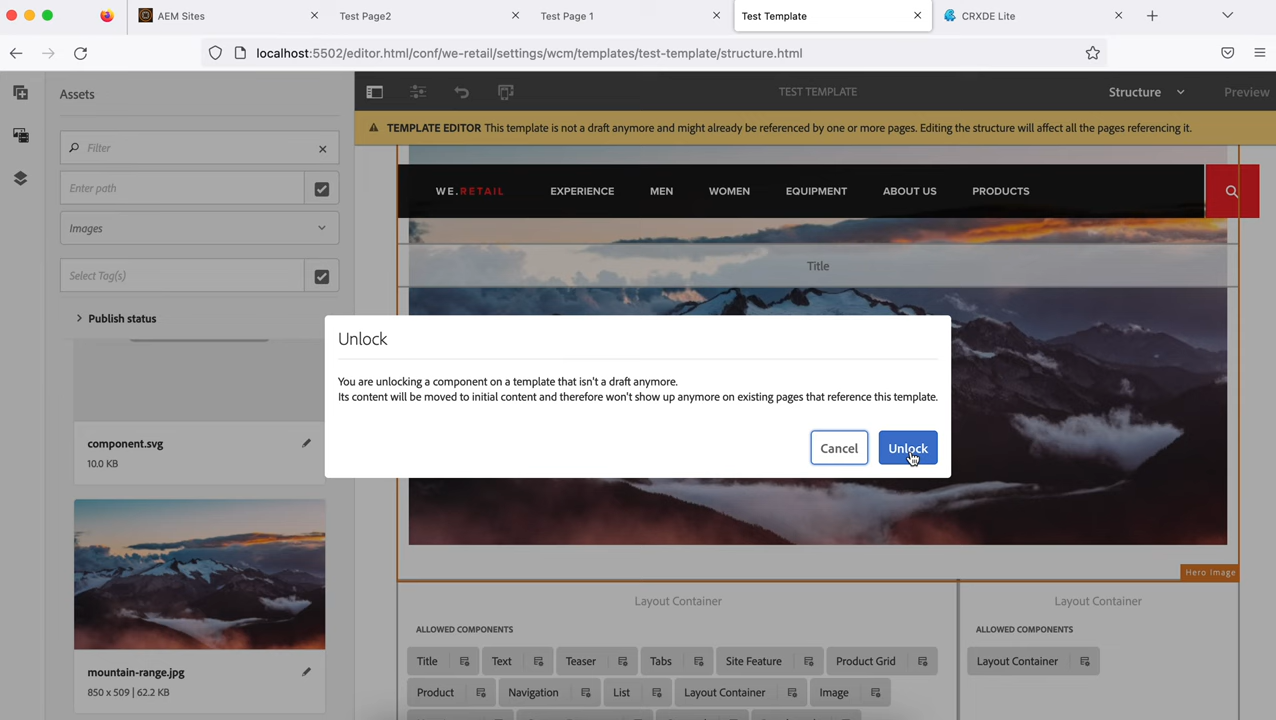 AEM Sites
Test Page2
Test Page 1
Test Template
CRXDE Lite
localhost:5502/editor.html/conf/we-retail/settings/wcm/templates/test-template/structure.html
Assets
TEST TEMPLATE
Structure
Preview
TEMPLATE EDITOR This template is not a draft anymore and might already be referenced by one or more pages. Editing the structure will affect all the pages referencing it.
Filter
Enter path
Images
Select Tag(s)
Publish status
component.svg
10.0 KB
mountain-range.jpg
850 x 509 | 62.2 KB
WE.RETAIL EXPERIENCE MEN WOMEN EQUIPMENT ABOUT US PRODUCTS
Title
Unlock
You are unlocking a component on a template that isn't a draft anymore.
Its content will be moved to initial content and therefore won't show up anymore on existing pages that reference this template.
Cancel
Unlock
Hero Image
Layout Container
ALLOWED COMPONENTS
Title Text Teaser Tabs Site Feature Product Grid
Product Navigation List Layout Container Image
Layout Container
ALLOWED COMPONENTS
Layout Container